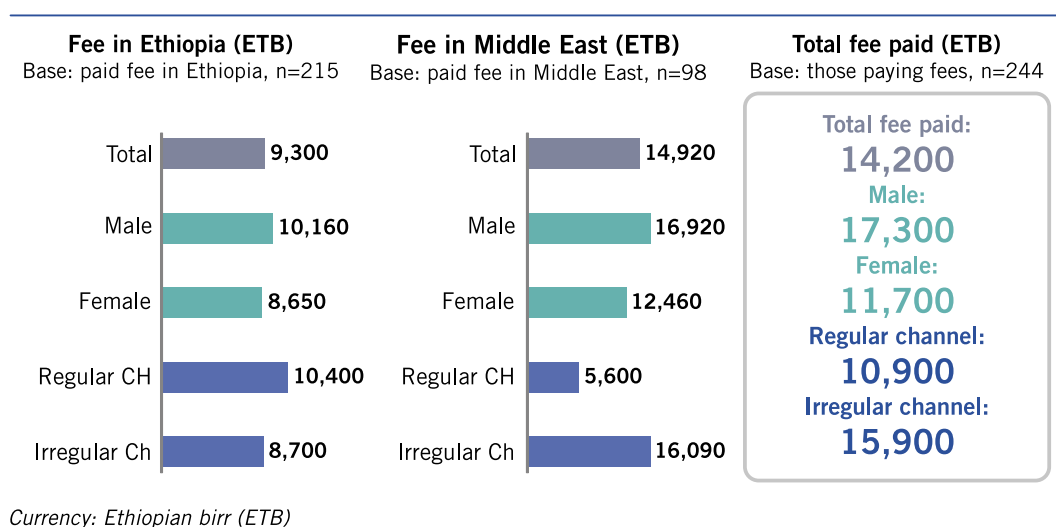 Fee in Ethiopia (ETB)
Base: paid fee in Ethiopia, n=215
Total 9,300
Male 10,160
Female 8,650
Regular CH 10,400
Irregular Ch 8,700
Fee in Middle East (ETB)
Base: paid fee in Middle East, n=98
Total 14,920
Male 16,920
Female 12,460
Regular CH 5,600
Irregular Ch 16,090
Total fee paid (ETB)
Base: those paying fees, n=244
Total fee paid:
14,200
Male:
17,300
Female:
11,700
Regular channel:
10,900
Irregular channel:
15,900
Currency: Ethiopian birr (ETB)